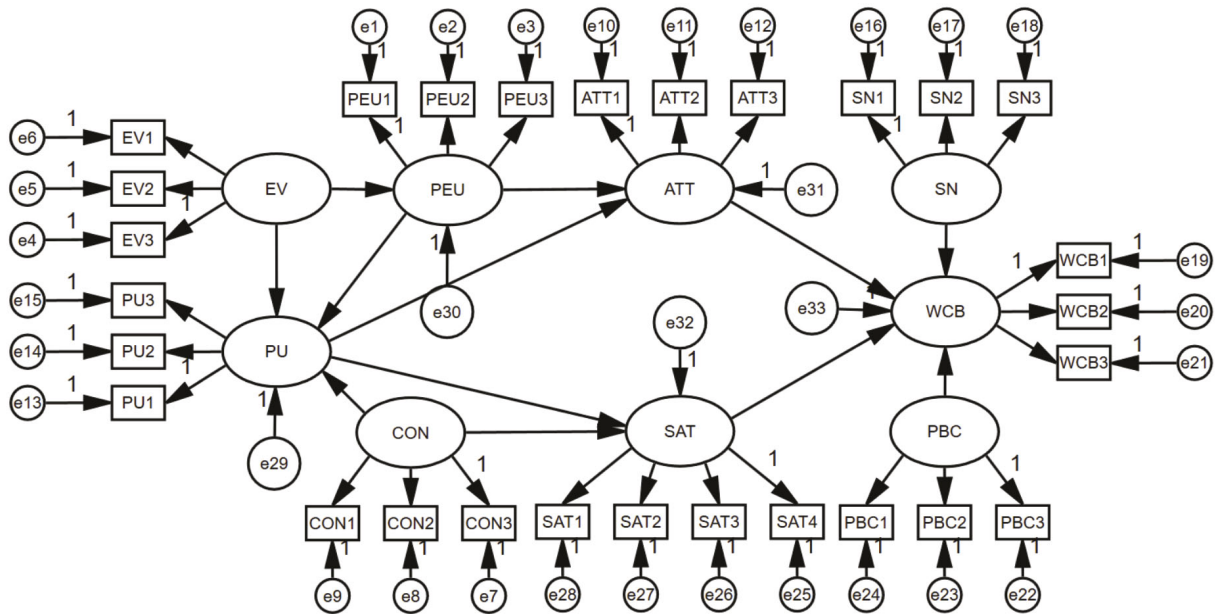 e1 e2 e3 e10 e11 e12 e16 e17 e18
1 1 1 1 1 1 1 1 1
PEU1 PEU2 PEU3 ATT1 ATT2 ATT3 SN1 SN2 SN3
1 1 1
e6 1 EV1
e5 1 EV2
e4 1 EV3
1
EV PEU ATT 1 e31 SN
1 e30
e15 1 PU3
e14 1 PU2
e13 1 PU1
1
PU
1 e29
e32 1
e33 1 WCB
1 WCB1 1 e19
WCB2 1 e20
WCB3 1 e21
CON SAT PBC
1 1 1
CON1 CON2 CON3 SAT1 SAT2 SAT3 SAT4 PBC1 PBC2 PBC3
1 1 1 1 1 1 1 1 1 1
e9 e8 e7 e28 e27 e26 e25 e24 e23 e22